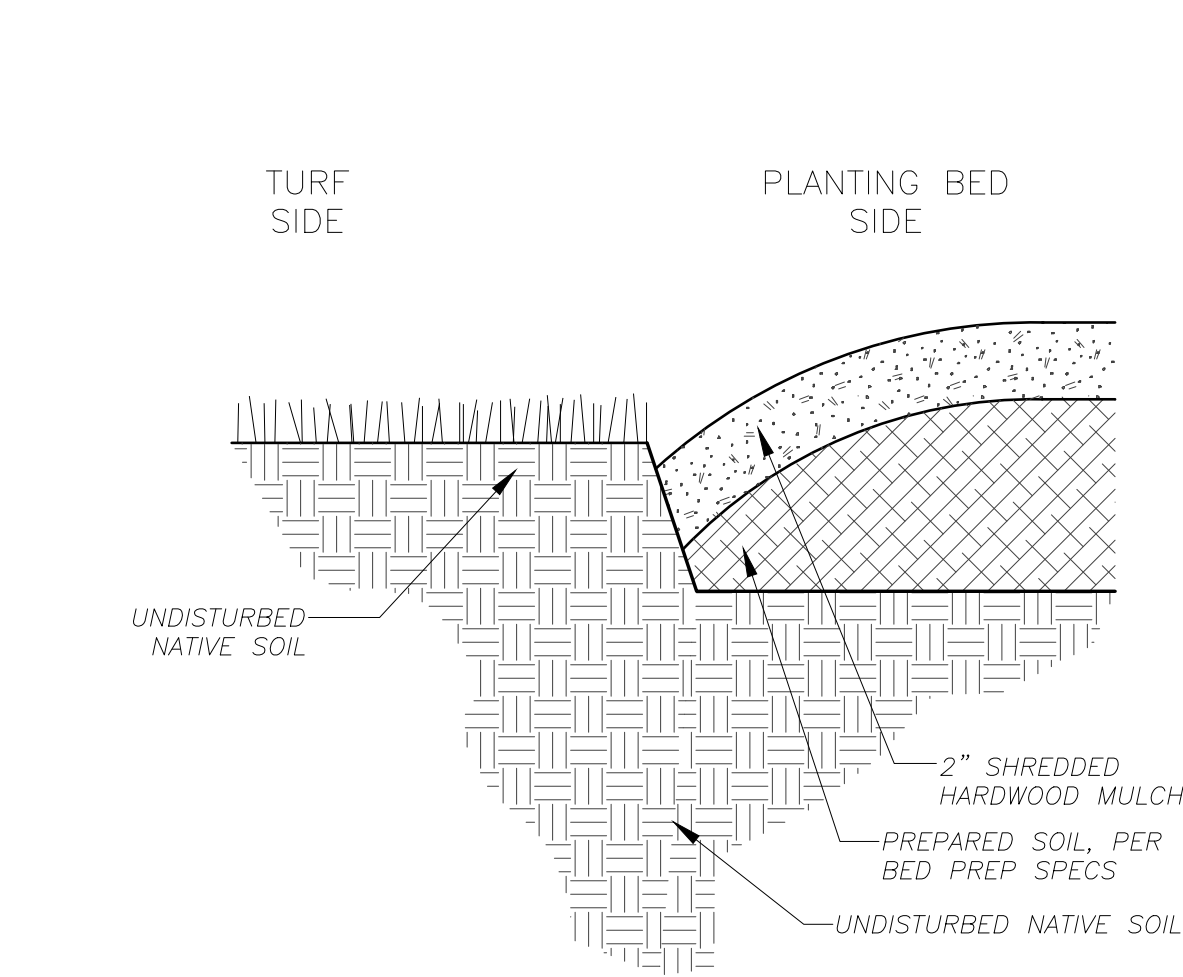 TURF
SIDE
PLANTING BED
SIDE
UNDISTURBED
NATIVE SOIL
2” SHREDDED
HARDWOOD MULCH
PREPARED SOIL, PER
BED PREP SPECS
UNDISTURBED NATIVE SOIL